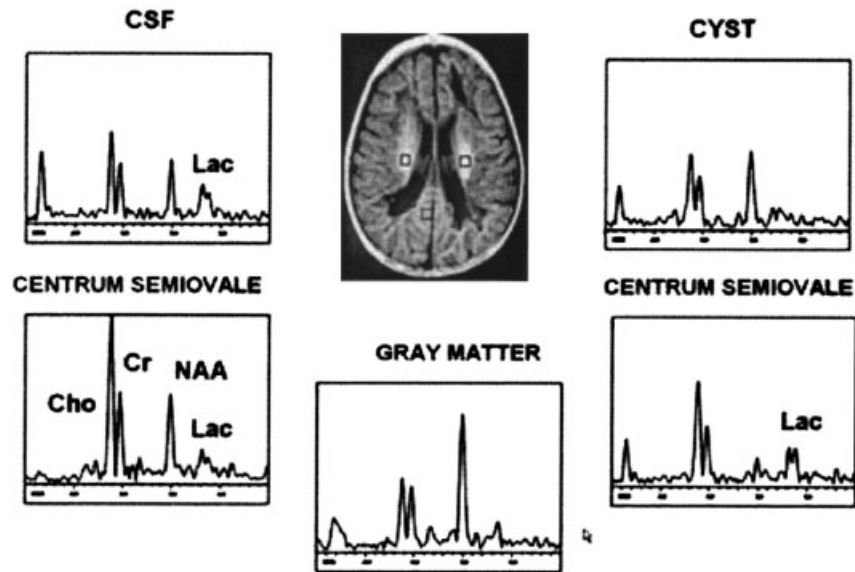 CSF
CYST
Lac
CENTRUM SEMIOVALE
CENTRUM SEMIOVALE
Cho
Cr
NAA
Lac
GRAY MATTER
Lac